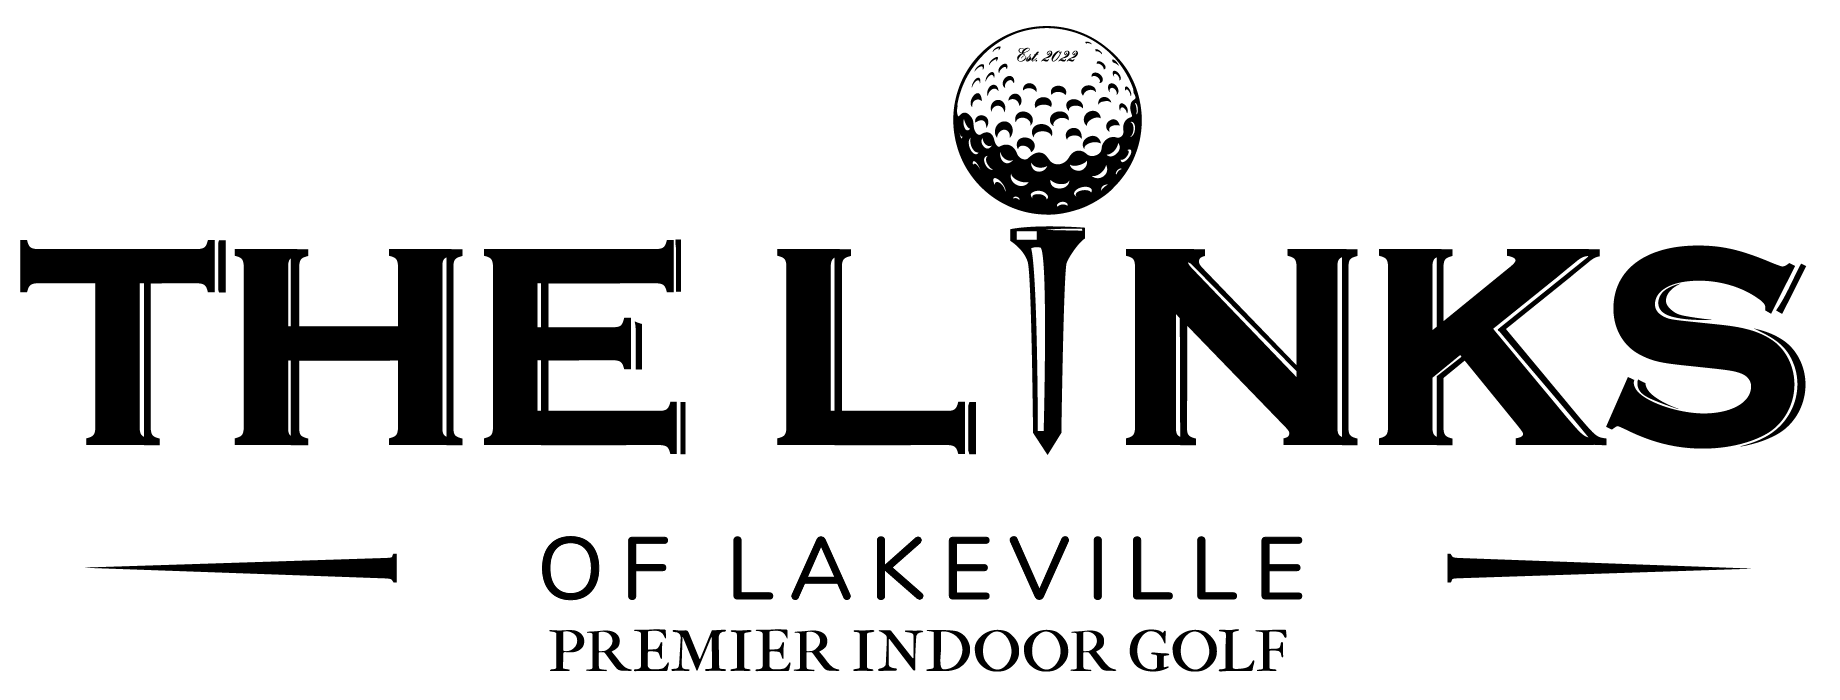 Est. 2022
THE LINKS
OF LAKEVILLE
PREMIER INDOOR GOLF